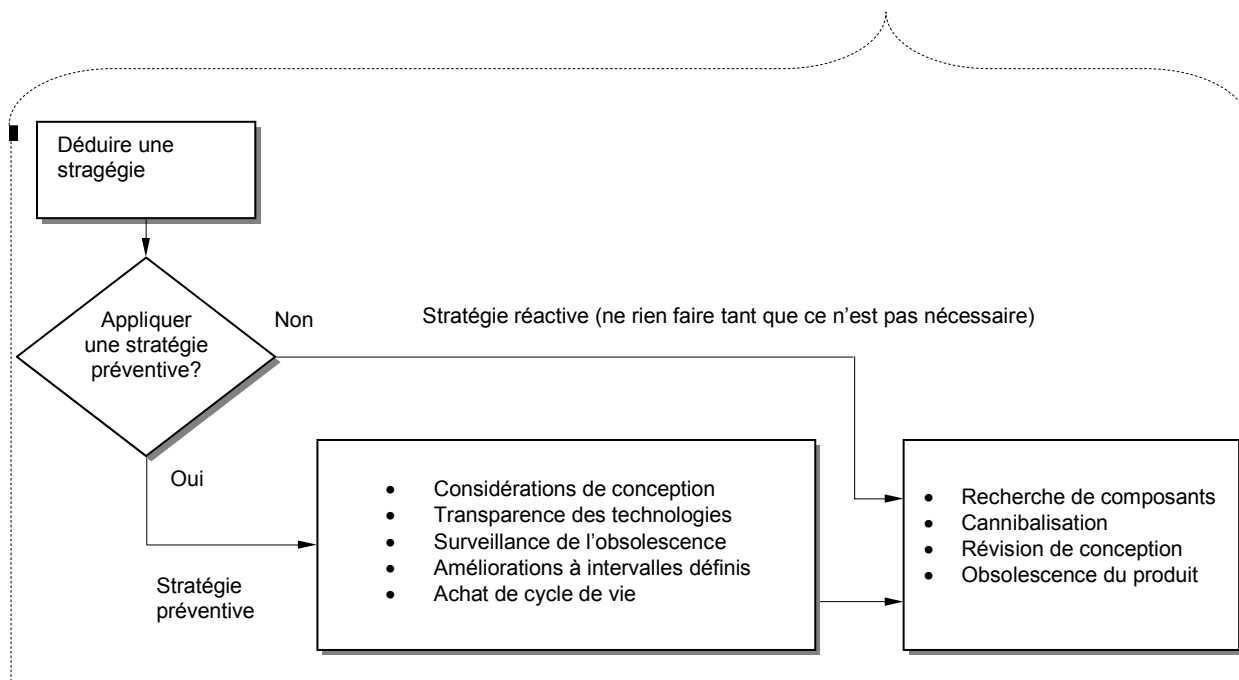 Déduire une
stragégie
Appliquer
une stratégie
préventive?
Non
Stratégie réactive (ne rien faire tant que ce n’est pas nécessaire)
Oui
Stratégie
préventive
• Considérations de conception
• Transparence des technologies
• Surveillance de l’obsolescence
• Améliorations à intervalles définis
• Achat de cycle de vie
• Recherche de composants
• Cannibalisation
• Révision de conception
• Obsolescence du produit